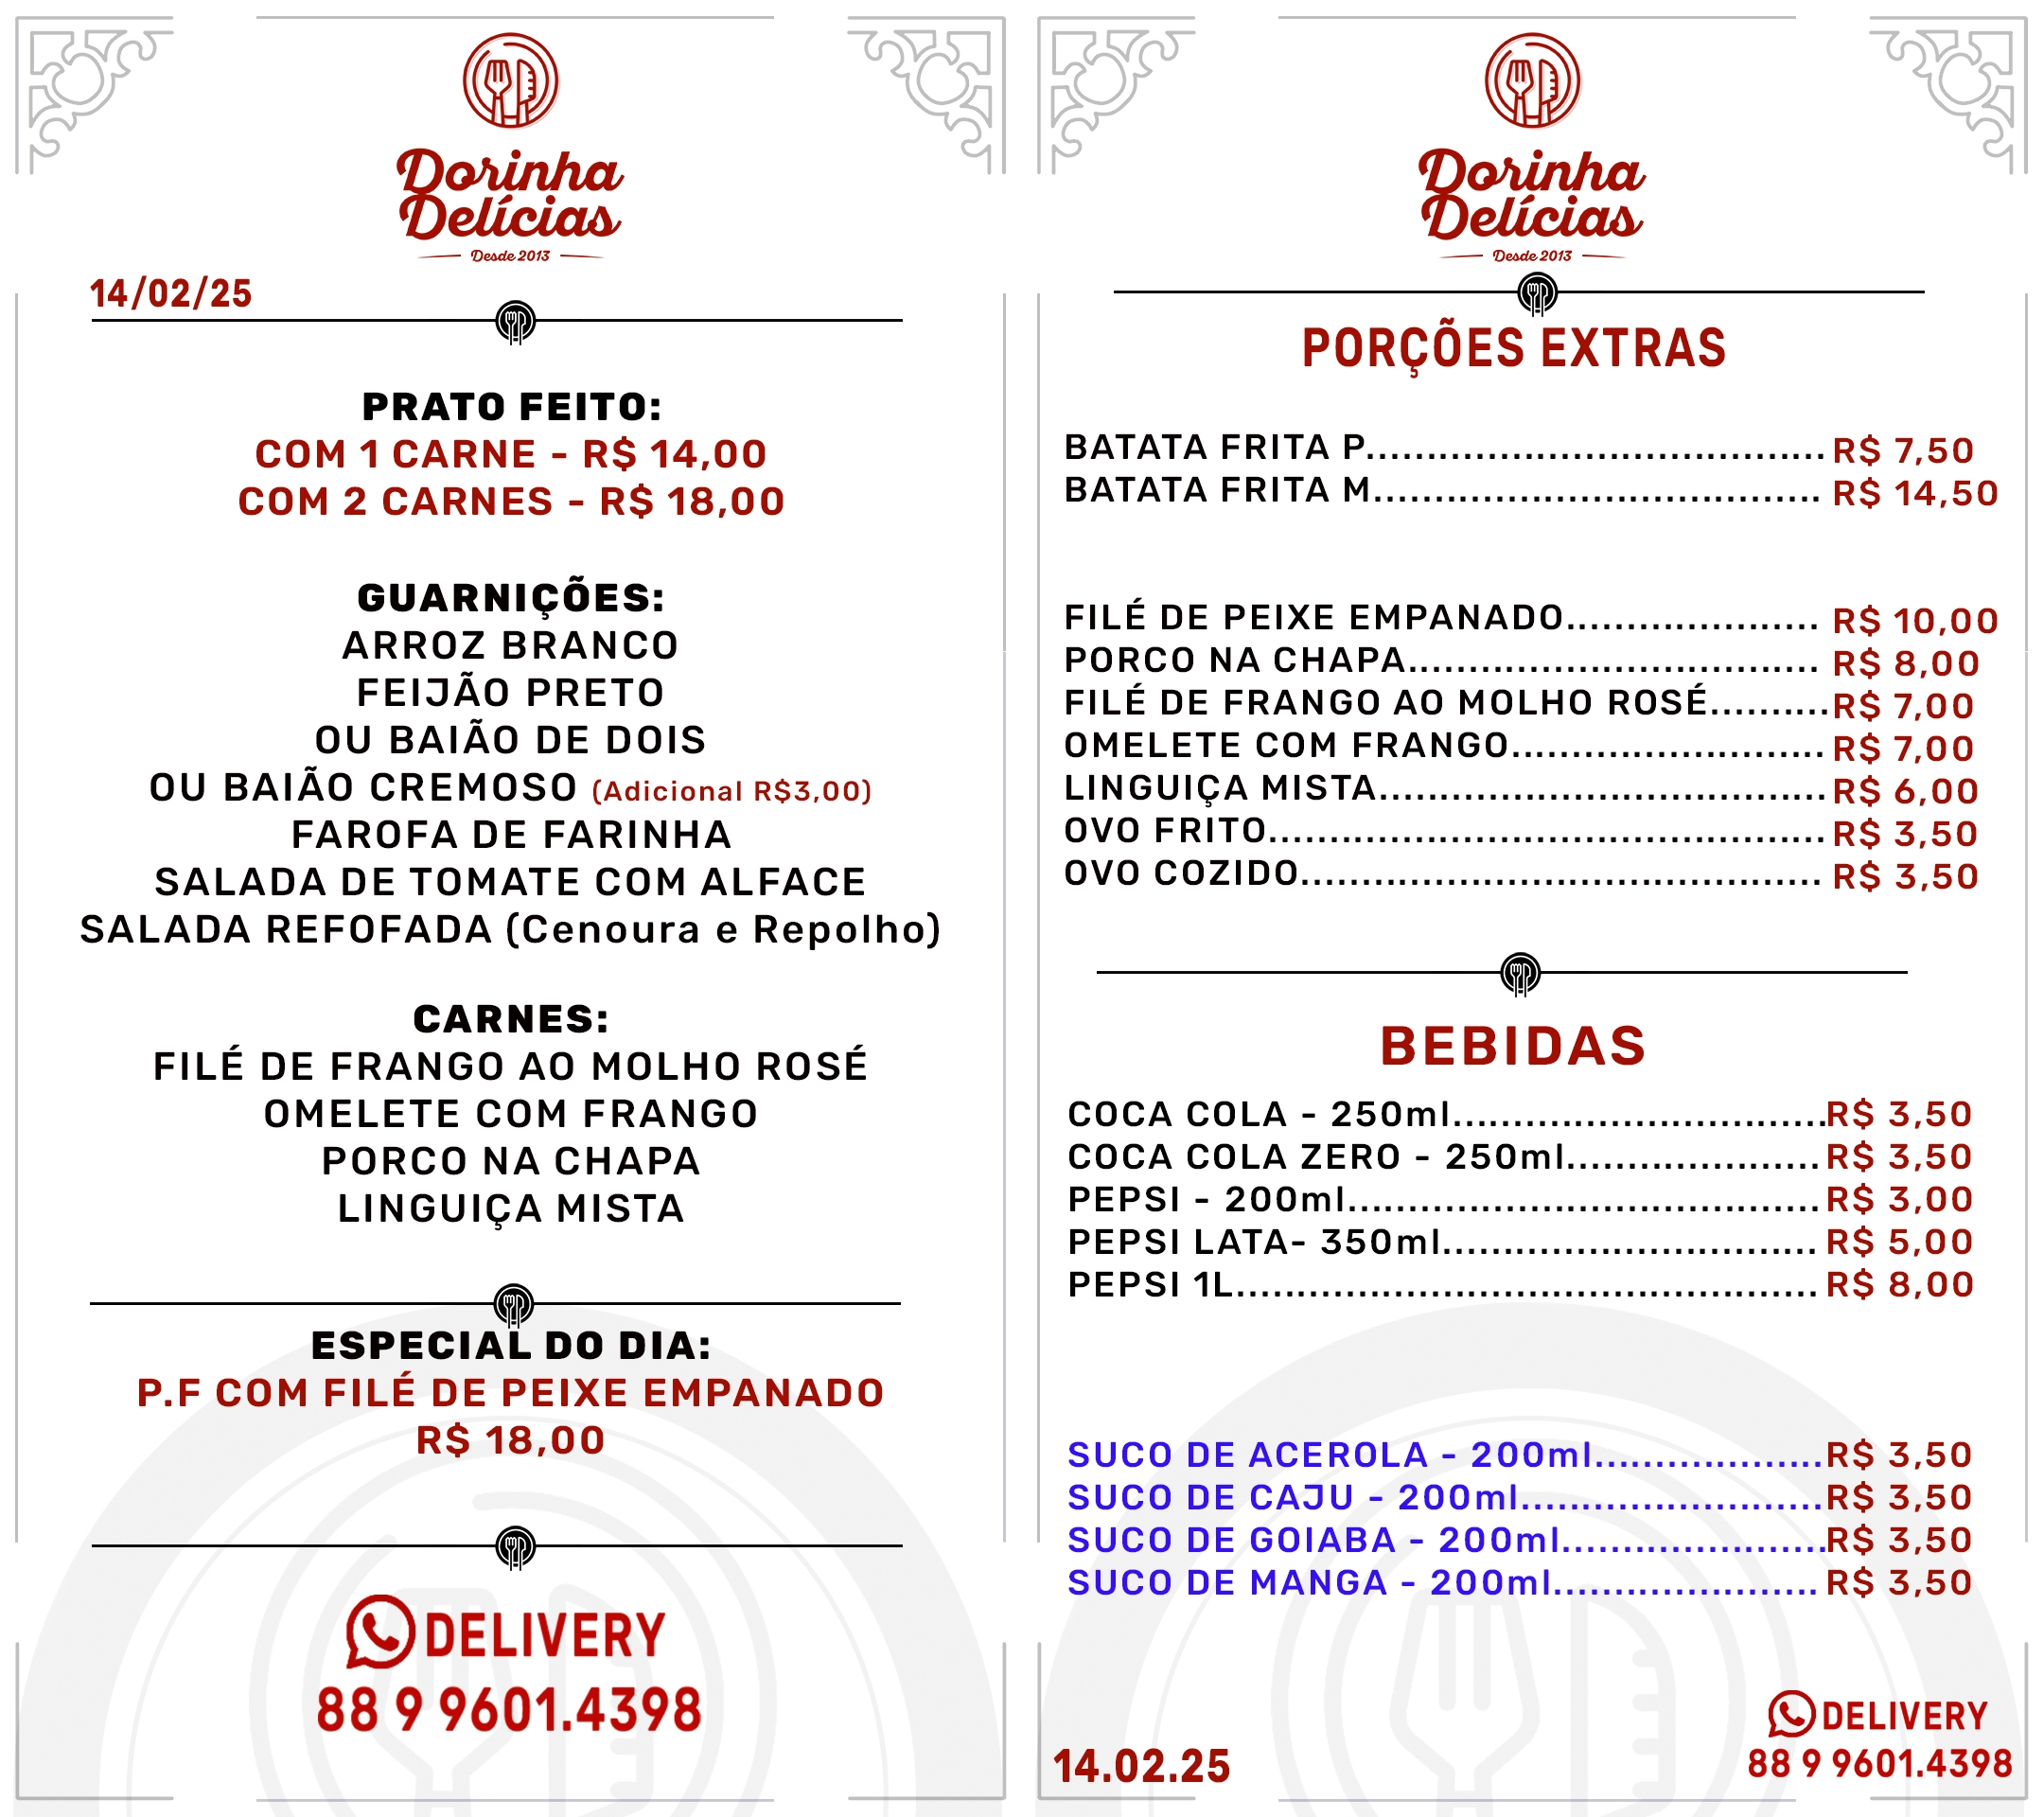 Dorinha
Delícias
Desde 2013
14/02/25
PRATO FEITO:
COM 1 CARNE - R$ 14,00
COM 2 CARNES - R$ 18,00
GUARNIÇÕES:
ARROZ BRANCO
FEIJÃO PRETO
OU BAIÃO DE DOIS
OU BAIÃO CREMOSO (Adicional R$3,00)
FAROFA DE FARINHA
SALADA DE TOMATE COM ALFACE
SALADA REFOFADA (Cenoura e Repolho)
CARNES:
FILÉ DE FRANGO AO MOLHO ROSÉ
OMELETE COM FRANGO
PORCO NA CHAPA
LINGUIÇA MISTA
ESPECIAL DO DIA:
P.F COM FILÉ DE PEIXE EMPANADO
R$ 18,00
DELIVERY
88 9 9601.4398
Dorinha
Delícias
Desde 2013
PORÇÕES EXTRAS
BATATA FRITA P...................................... R$ 7,50
BATATA FRITA M..................................... R$ 14,50
FILÉ DE PEIXE EMPANADO..................... R$ 10,00
PORCO NA CHAPA.................................. R$ 8,00
FILÉ DE FRANGO AO MOLHO ROSÉ.......... R$ 7,00
OMELETE COM FRANGO.......................... R$ 7,00
LINGUIÇA MISTA..................................... R$ 6,00
OVO FRITO.............................................. R$ 3,50
OVO COZIDO........................................... R$ 3,50
BEBIDAS
COCA COLA - 250ml...............................R$ 3,50
COCA COLA ZERO - 250ml.....................R$ 3,50
PEPSI - 200ml.......................................R$ 3,00
PEPSI LATA- 350ml............................... R$ 5,00
PEPSI 1L................................................ R$ 8,00
SUCO DE ACEROLA - 200ml...................R$ 3,50
SUCO DE CAJU - 200ml.........................R$ 3,50
SUCO DE GOIABA - 200ml......................R$ 3,50
SUCO DE MANGA - 200ml...................... R$ 3,50
DELIVERY
88 9 9601.4398
14.02.25